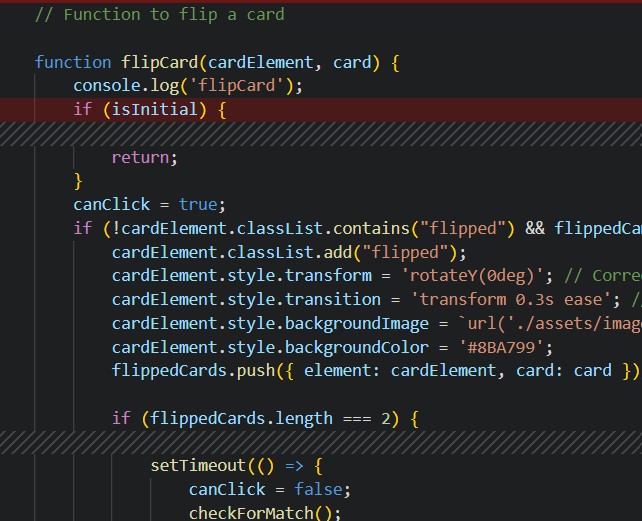 // Function to flip a card
function flipCard(cardElement, card) {
console.log('flipCard');
if (isInitial) {
return;
}
canClick = true;
if (!cardElement.classList.contains("flipped") && flippedCa
cardElement.classList.add("flipped");
cardElement.style.transform = 'rotateY(0deg)'; // Corre
cardElement.style.transition = 'transform 0.3s ease'; //
cardElement.style.backgroundImage = `url('./assets/imag
cardElement.style.backgroundColor = '#8BA799';
flippedCards.push({ element: cardElement, card: card })
if (flippedCards.length === 2) {
setTimeout(() => {
canClick = false;
checkForMatch();